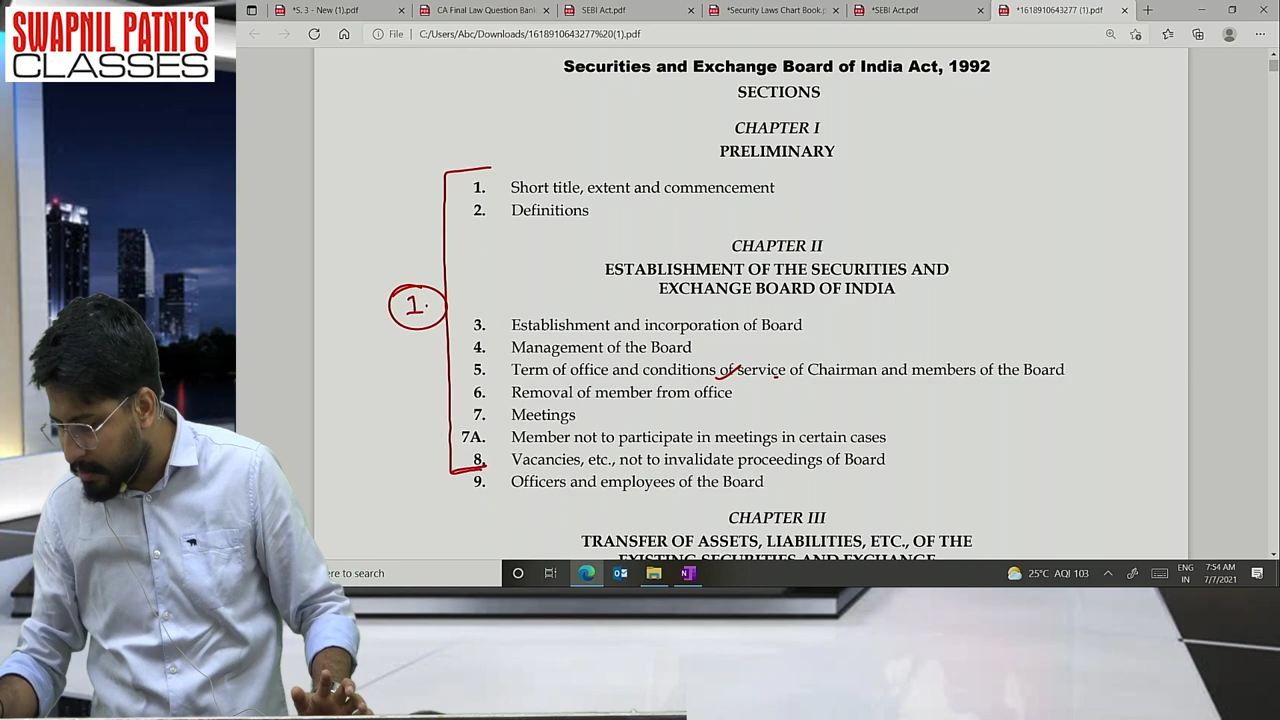 SWAPNIL PATNI'S
CLASSES
*S. 3 - New (1).pdf
CA Final Law Question Bank
SEBI Act.pdf
*Security Laws Chart Book.p
*SEBI Act.pdf
*1618910643277 (1).pdf
File
C:/Users/Abc/Downloads/1618910643277%20(1).pdf
Securities and Exchange Board of India Act, 1992
SECTIONS
CHAPTER I
PRELIMINARY
1. Short title, extent and commencement
2. Definitions
CHAPTER II
ESTABLISHMENT OF THE SECURITIES AND
EXCHANGE BOARD OF INDIA
1.
3. Establishment and incorporation of Board
4. Management of the Board
5. Term of office and conditions of service of Chairman and members of the Board
6. Removal of member from office
7. Meetings
7A. Member not to participate in meetings in certain cases
8. Vacancies, etc., not to invalidate proceedings of Board
9. Officers and employees of the Board
CHAPTER III
TRANSFER OF ASSETS, LIABILITIES, ETC., OF THE
EXISTING SECURITIES AND EXCHANGE
ere to search
25°C AQI 103
ENG
IN
7:54 AM
7/7/2021